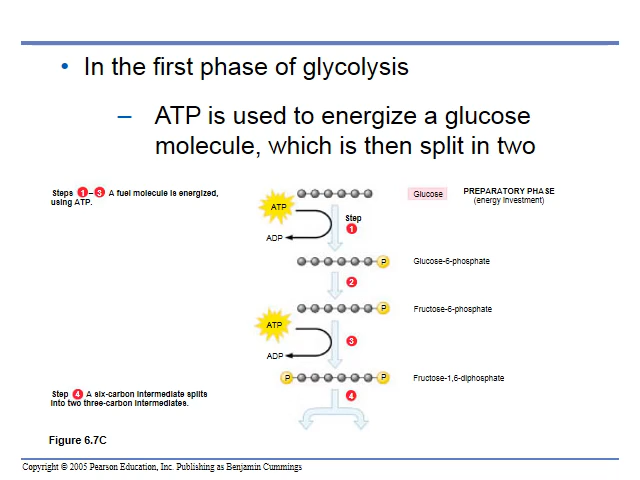 • In the first phase of glycolysis
– ATP is used to energize a glucose
molecule, which is then split in two
Steps 1–3 A fuel molecule is energized,
using ATP.
Glucose
PREPARATORY PHASE
(energy investment)
ATP
Step
1
ADP
P
Glucose-6-phosphate
2
P
Fructose-6-phosphate
ATP
3
ADP
P
P
Fructose-1,6-diphosphate
Step 4 A six-carbon intermediate splits
into two three-carbon intermediates.
4
Figure 6.7C
Copyright © 2005 Pearson Education, Inc. Publishing as Benjamin Cummings